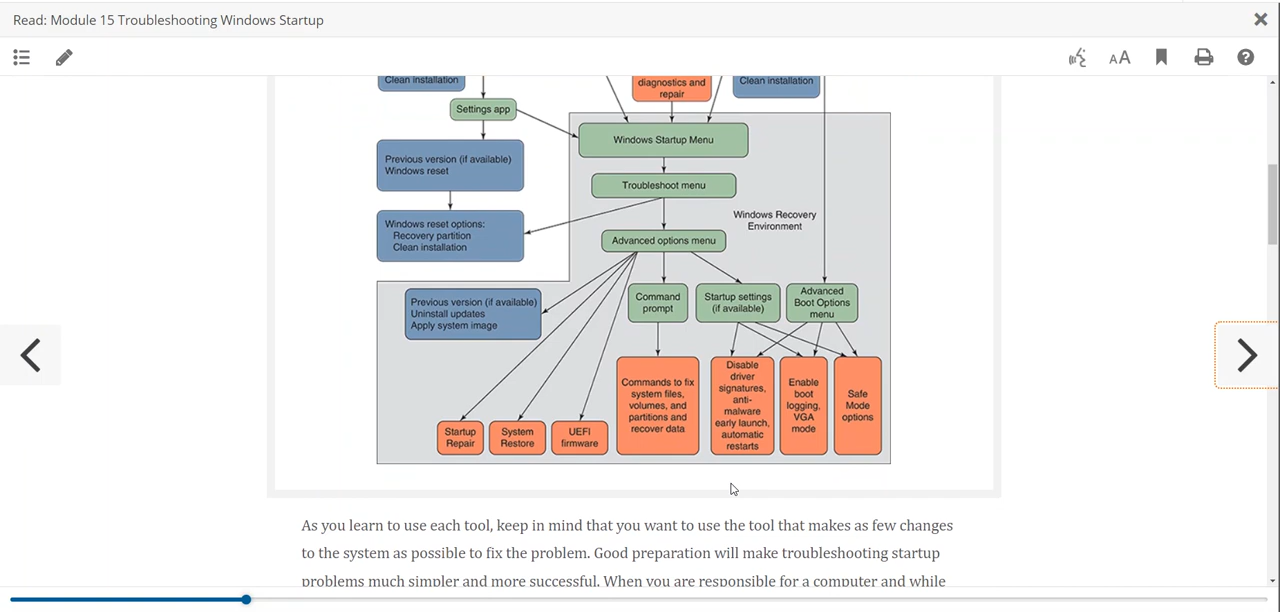 Read: Module 15 Troubleshooting Windows Startup
AA
?
Clean installation
diagnostics and
repair
Clean installation
Settings app
Windows Startup Menu
Previous version (if available)
Windows reset
Troubleshoot menu
Windows Recovery
Environment
Windows reset options:
Recovery partition
Clean installation
Advanced options menu
Previous version (if available)
Uninstall updates
Apply system image
Command
prompt
Startup settings
(if available)
Advanced
Boot Options
menu
Startup
Repair
System
Restore
UEFI
firmware
Commands to fix
system files,
volumes, and
partitions and
recover data
Disable
driver
signatures,
anti-
malware
early launch,
automatic
restarts
Enable
boot
logging,
VGA
mode
Safe
Mode
options
As you learn to use each tool, keep in mind that you want to use the tool that makes as few changes
to the system as possible to fix the problem. Good preparation will make troubleshooting startup
problems much simpler and more successful. When you are responsible for a computer and while